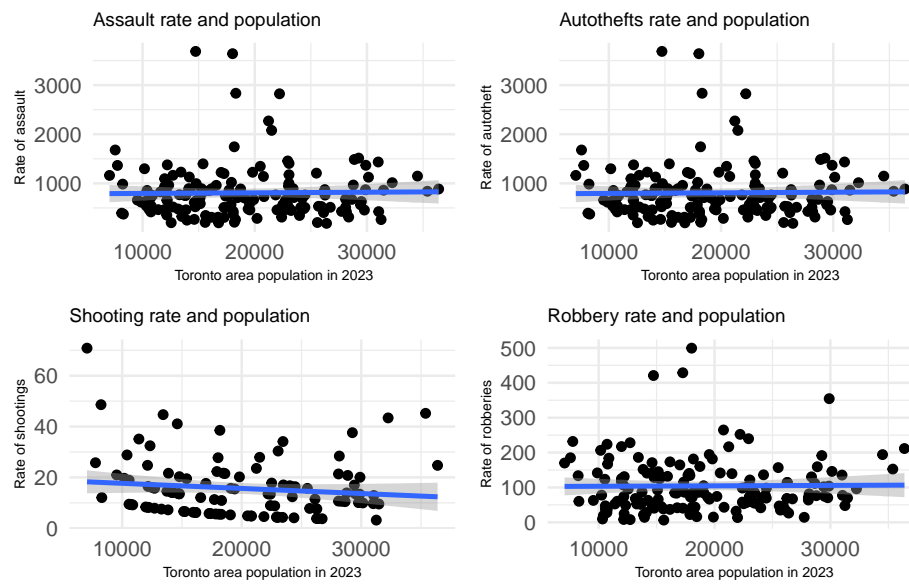 Assault rate and population
Rate of assault
3000
2000
1000
10000 20000 30000
Toronto area population in 2023
Autothefts rate and population
Rate of autotheft
3000
2000
1000
10000 20000 30000
Toronto area population in 2023
Shooting rate and population
Rate of shootings
60
40
20
0
10000 20000 30000
Toronto area population in 2023
Robbery rate and population
Rate of robberies
500
400
300
200
100
0
10000 20000 30000
Toronto area population in 2023